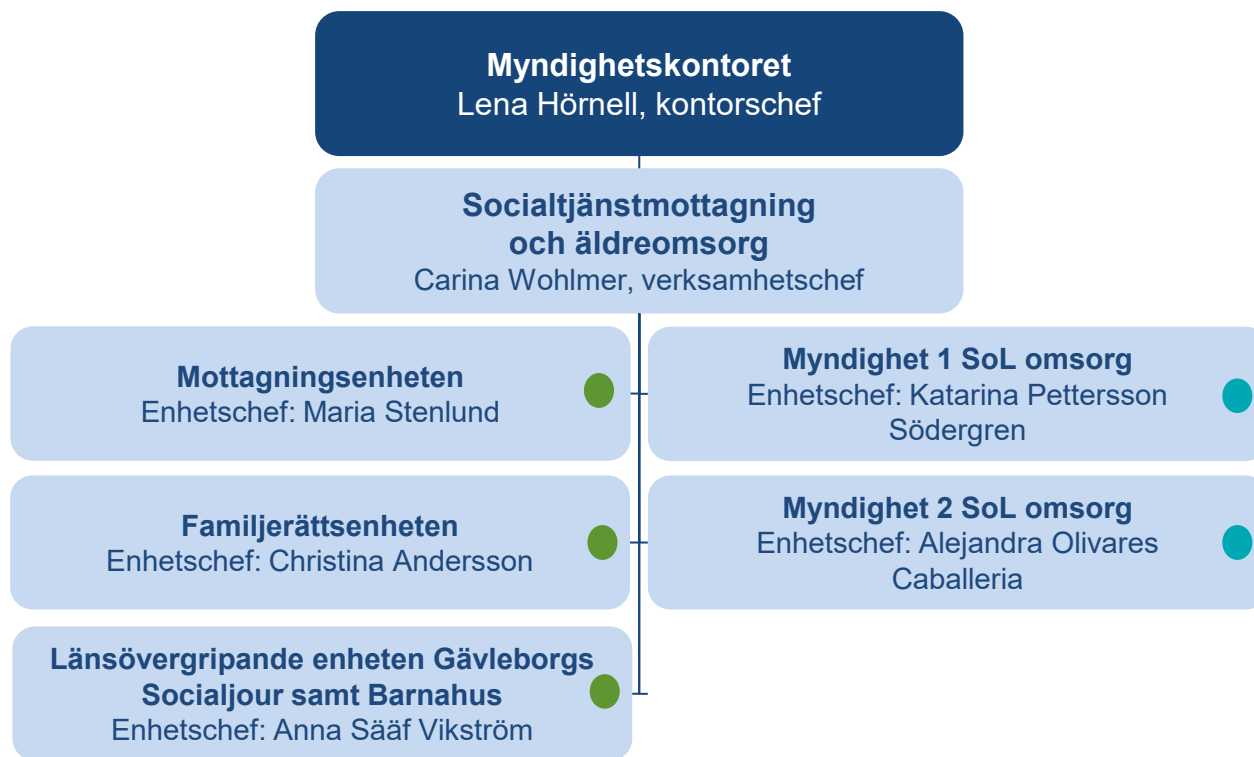 Myndighetskontoret
Lena Hörnell, kontorschef
Socialtjänstmottagning
och äldreomsorg
Carina Wohlmer, verksamhetschef
Mottagningsenheten
Enhetschef: Maria Stenlund
Myndighet 1 SoL omsorg
Enhetschef: Katarina Pettersson
Södergren
Familjerättsenheten
Enhetschef: Christina Andersson
Myndighet 2 SoL omsorg
Enhetschef: Alejandra Olivares
Caballeria
Länsövergripande enheten Gävleborgs
Socialjour samt Barnahus
Enhetschef: Anna Sääf Vikström